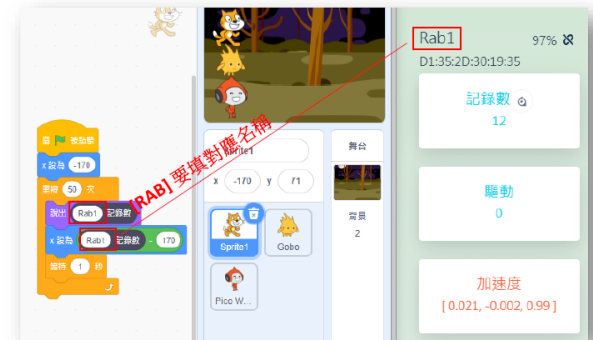 當 被點擊
x 設為 -170
重複 50 次
說出 Rab1 記錄數
x 設為 Rab1 記錄數 - 170
等待 1 秒
[RAB] 要填對應名稱
Sprite1
x -170 y 71
Sprite1
Gobo
Pico W...
舞台
背景
2
Rab1 97%
D1:35:2D:30:19:35
記錄數
12
驅動
0
加速度
[ 0.021, -0.002, 0.99 ]